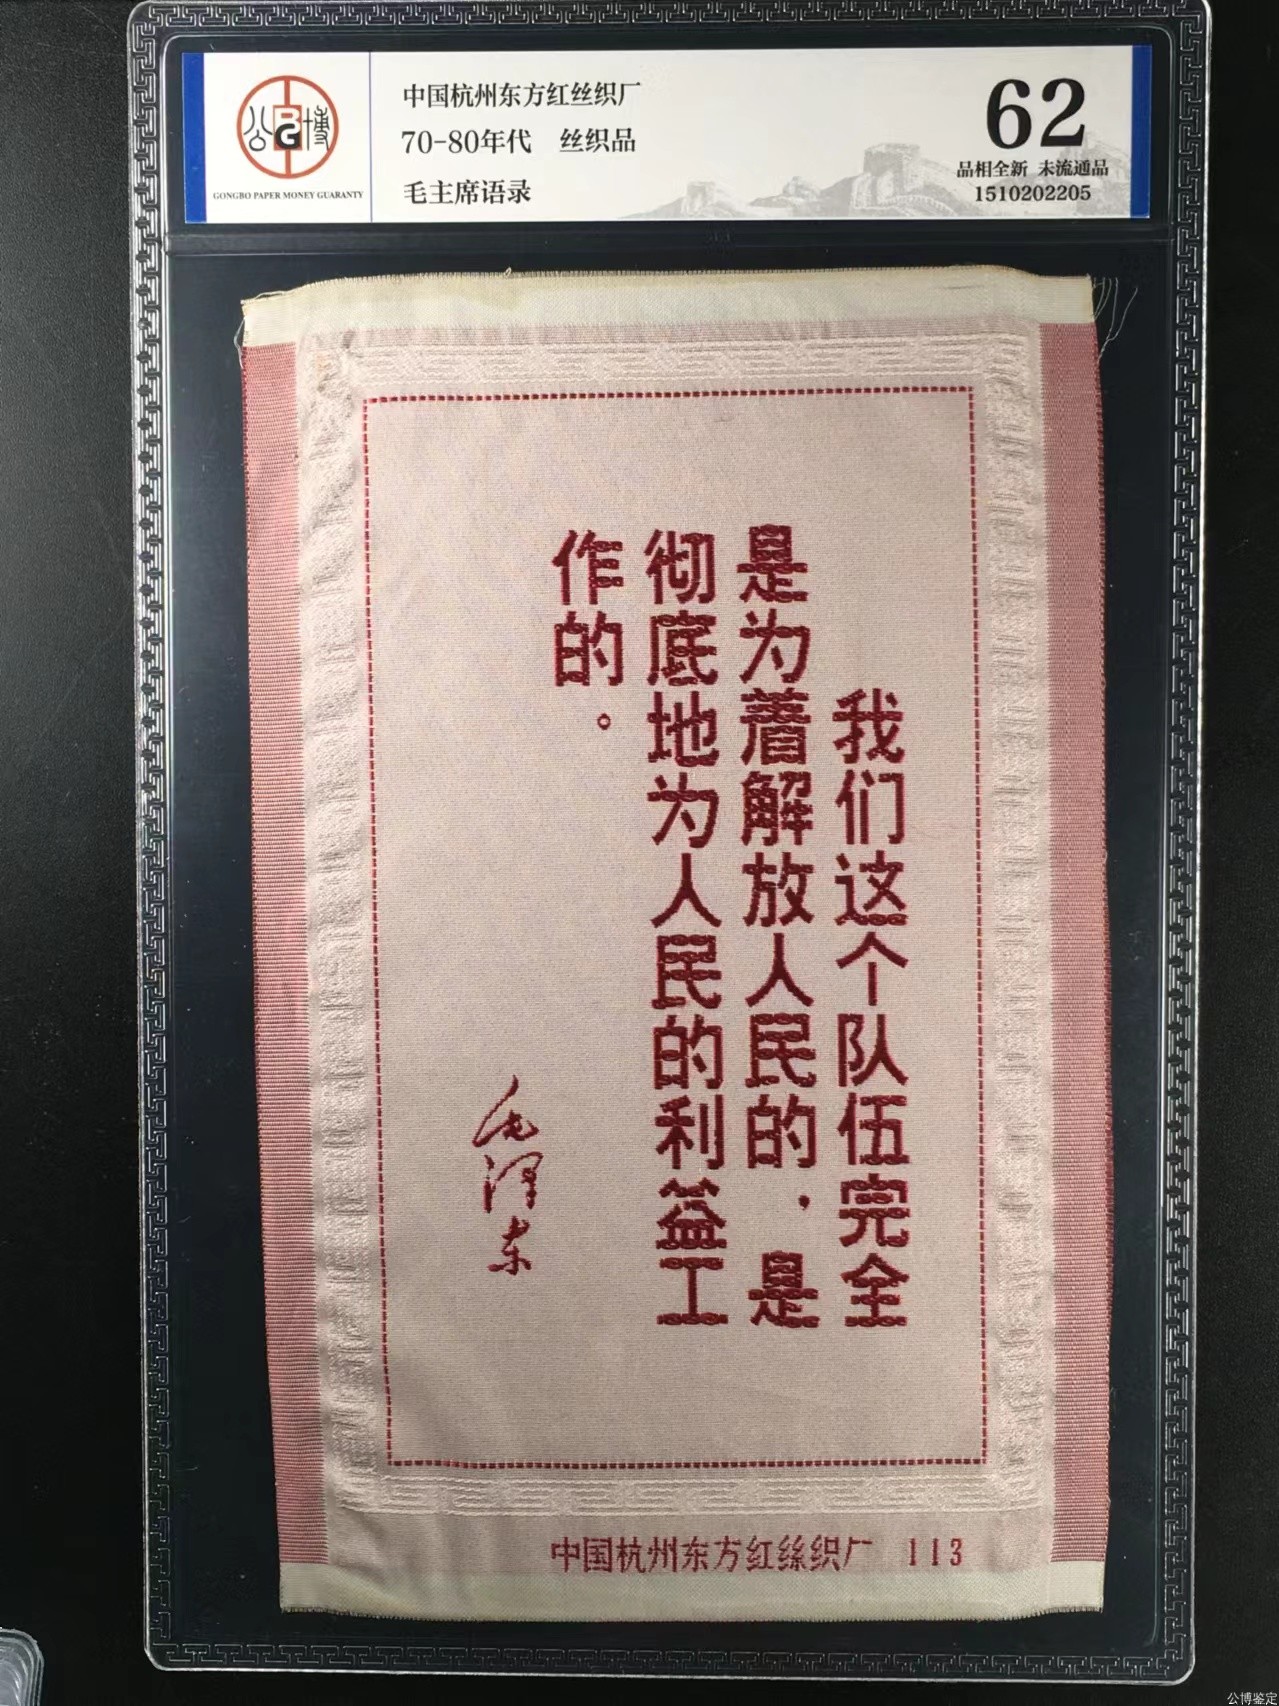 公博
BG
GONGBO PAPER MONEY GUARANTY
中国杭州东方红丝织厂
70-80年代 丝织品
毛主席语录
62
品相全新 未流通品
1510202205
我们这个队伍完全
是为着解放人民的，是
彻底地为人民的利益工
作的。
毛泽东
中国杭州东方红丝织厂 113
公博鉴定